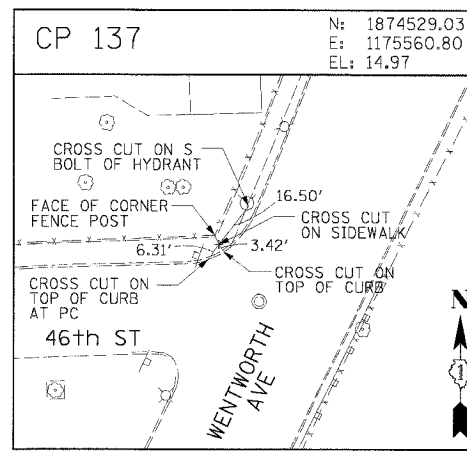 CP 137
N: 1874529.03
E: 1175560.80
EL: 14.97
CROSS CUT ON S
BOLT OF HYDRANT
16.50'
FACE OF CORNER
FENCE POST
CROSS CUT
ON SIDEWALK
6.31'
3.42'
CROSS CUT ON
TOP OF CURB
AT PC
CROSS CUT ON
TOP OF CURB
46th ST
WENTWORTH
AVE
N
1